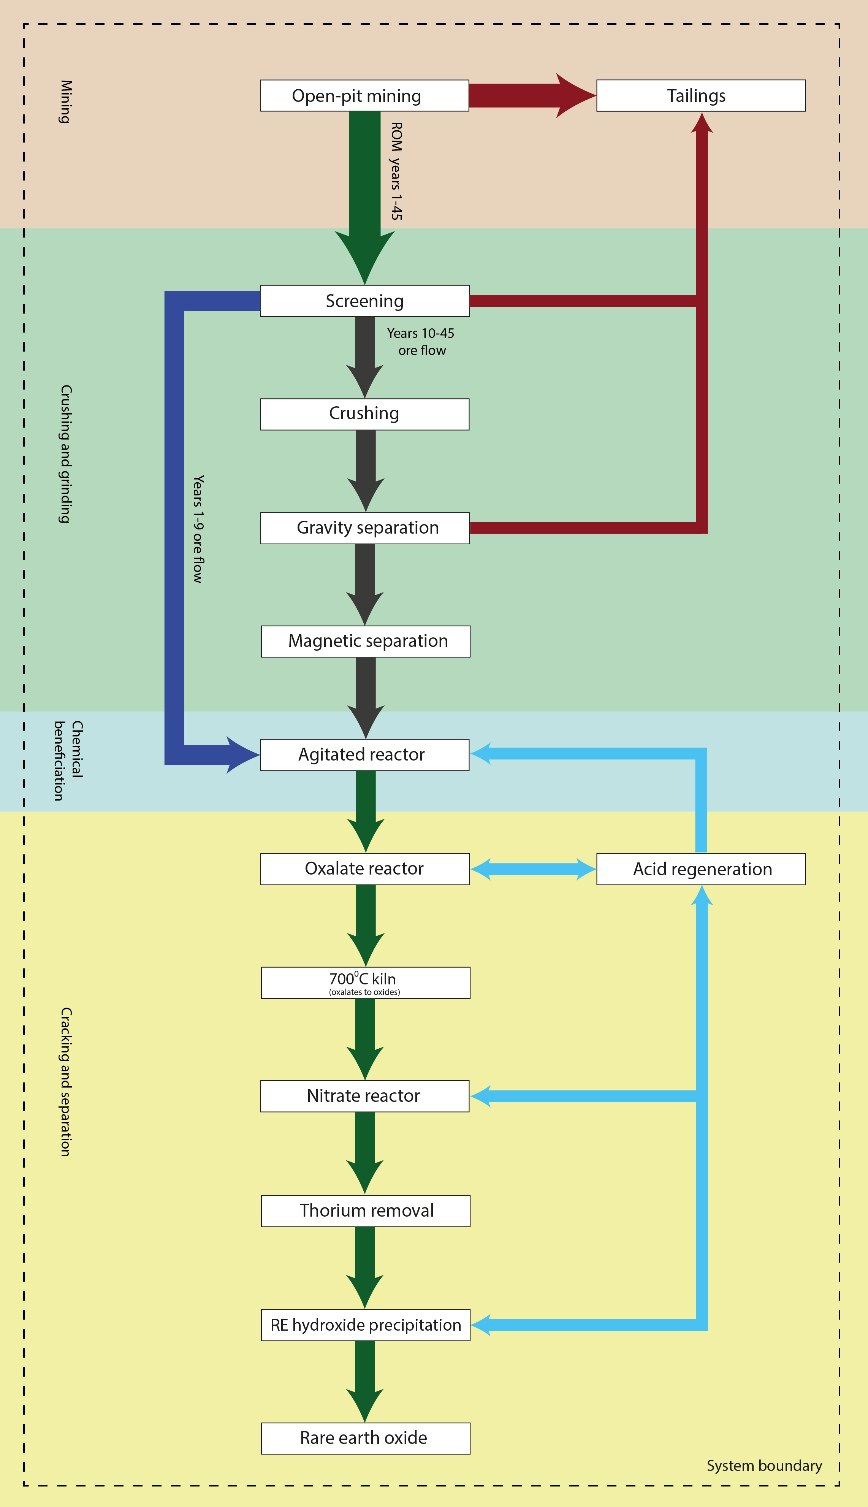 Mining
Open-pit mining
Tailings
ROM years 1-45
Screening
Years 10-45
ore flow
Crushing and grinding
Crushing
Years 1-9 ore flow
Gravity separation
Magnetic separation
Chemical
beneficiation
Agitated reactor
Oxalate reactor
Acid regeneration
700⁰C kiln
(oxalates to oxides)
Cracking and separation
Nitrate reactor
Thorium removal
RE hydroxide precipitation
Rare earth oxide
System boundary